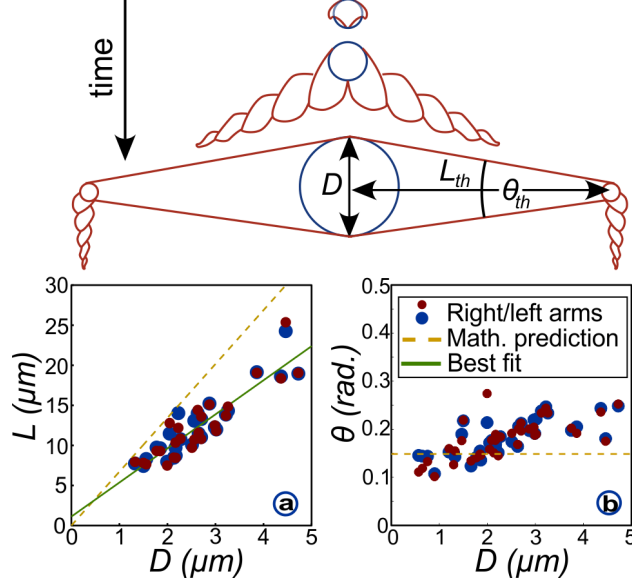 time
D
L_th
θ_th
30
25
20
15
10
5
0
L (μm)
0 1 2 3 4 5
D (μm)
a
0.5
0.3
0.2
0.1
0.0
θ (rad.)
Right/left arms
Math. prediction
Best fit
0 1 2 3 4 5
D (μm)
b